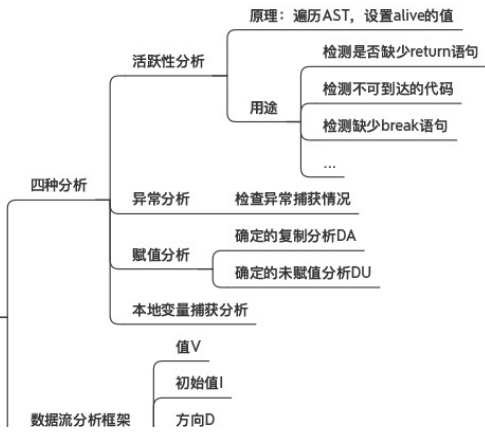 原理：遍历AST，设置alive的值
检测是否缺少return语句
活跃性分析
检测不可到达的代码
用途
检测缺少break语句
...
四种分析
异常分析
检查异常捕获情况
确定的复制分析DA
赋值分析
确定的未赋值分析DU
本地变量捕获分析
值V
初始值I
数据流分析框架
方向D